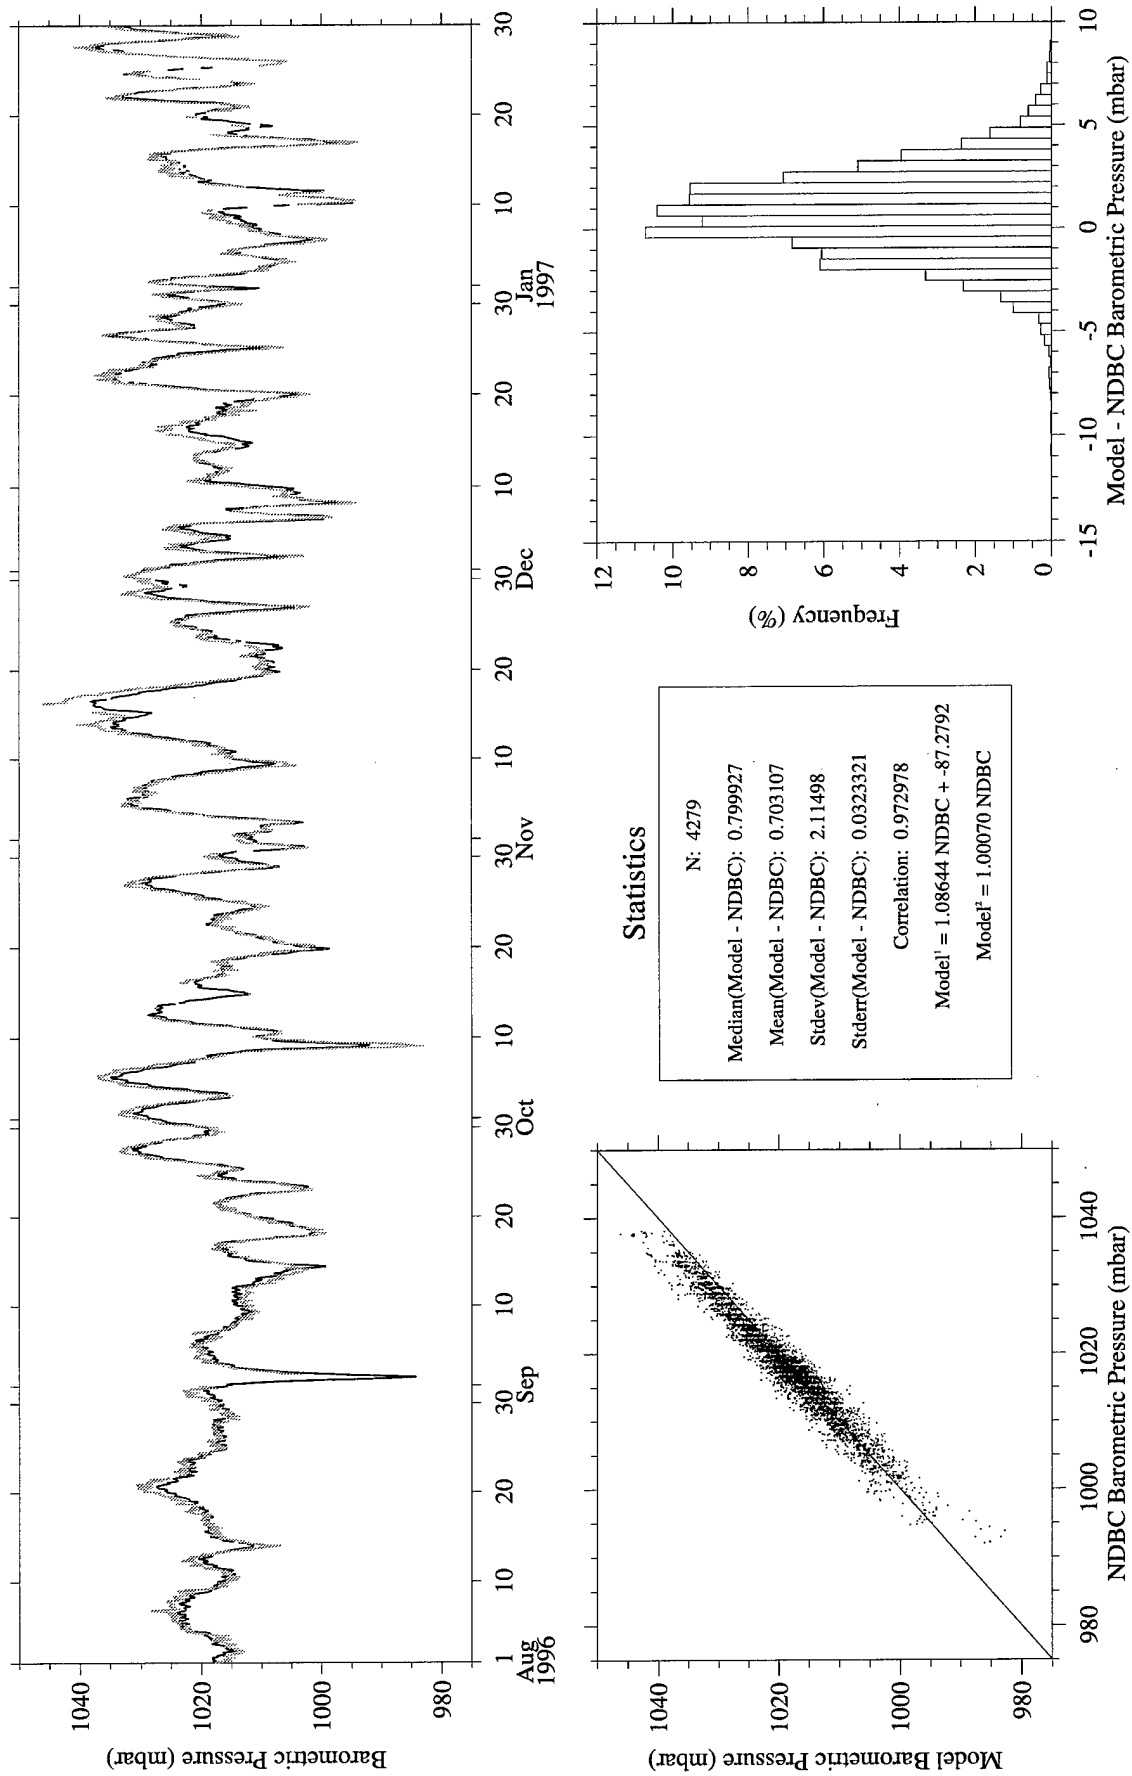 Barometric Pressure (mbar)
1040
1020
1000
980
1 10 20 30 10 20 30 10 20 30 10 20 30 10 20 30 10 20 30
Aug Sep Oct Nov Dec Jan
1996 1997
Model Barometric Pressure (mbar)
1040
1020
1000
980
980 1000 1020 1040
NDBC Barometric Pressure (mbar)
Statistics
N: 4279
Median(Model - NDBC): 0.799927
Mean(Model - NDBC): 0.703107
Stdev(Model - NDBC): 2.11498
Stderr(Model - NDBC): 0.0323321
Correlation: 0.972978
Model¹ = 1.08644 NDBC + -87.2792
Model² = 1.00070 NDBC
Frequency (%)
12
10
8
6
4
2
0
-15 -10 -5 0 5 10
Model - NDBC Barometric Pressure (mbar)